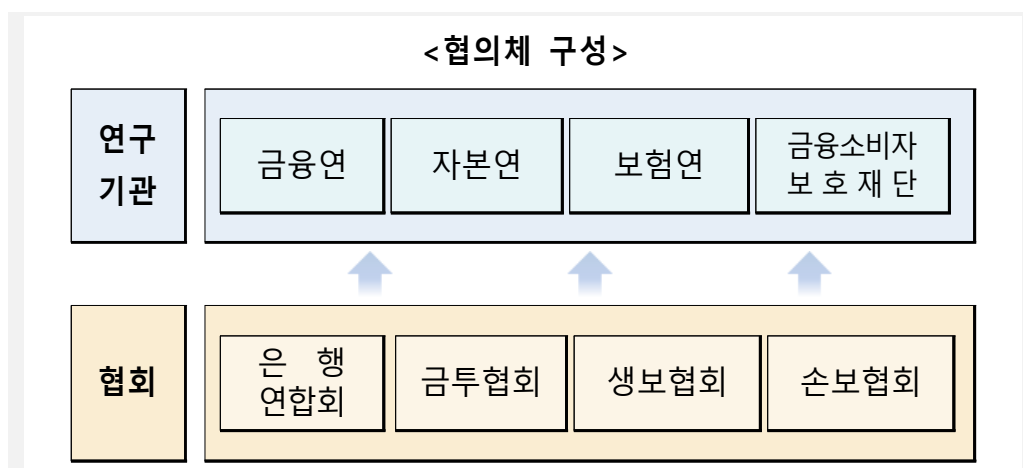 <협의체 구성>
연구
기관
금융연
자본연
보험연
금융소비자
보 호 재 단
협회
은 행
연합회
금투협회
생보협회
손보협회